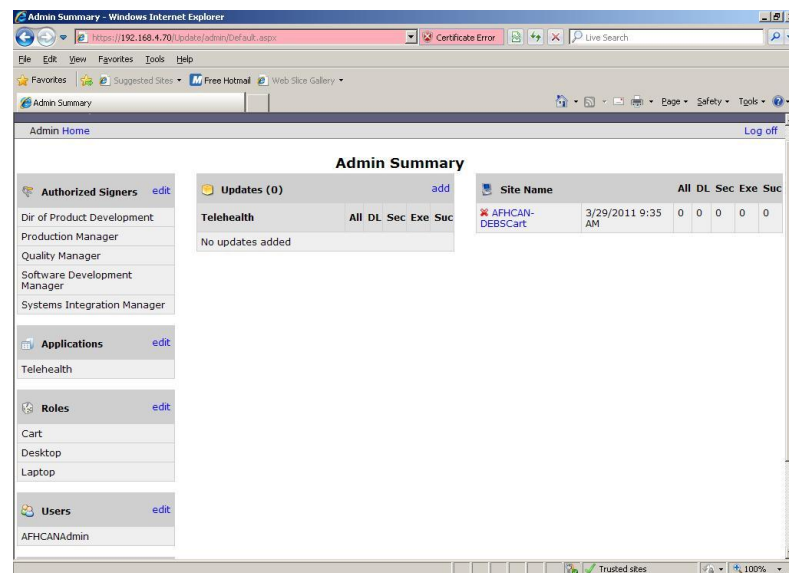 Admin Summary - Windows Internet Explorer
https://192.168.4.70/Update/admin/Default.aspx
Certificate Error
Live Search
File Edit View Favorites Tools Help
Favorites Suggested Sites Free Hotmail Web Slice Gallery
Admin Summary
Page Safety Tools
Admin Home
Log off
Admin Summary
Authorized Signers edit
Dir of Product Development
Production Manager
Quality Manager
Software Development
Manager
Systems Integration Manager
Applications edit
Telehealth
Roles edit
Cart
Desktop
Laptop
Users edit
AFHCANAdmin
Updates (0) add
Telehealth All DL Sec Exe Suc
No updates added
Site Name All DL Sec Exe Suc
AFHCAN- 3/29/2011 9:35 0 0 0 0 0
DEBSCart AM
Trusted sites
100%